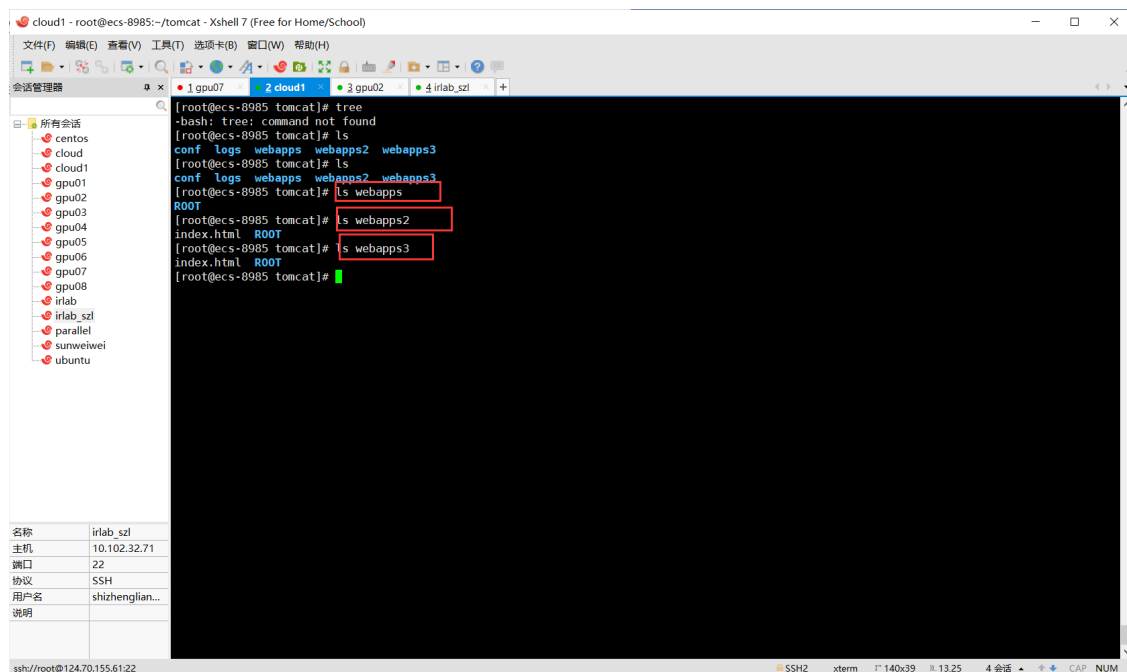 cloud1 - root@ecs-8985:~/tomcat - Xshell 7 (Free for Home/School)
文件(F) 编辑(E) 查看(V) 工具(T) 选项卡(B) 窗口(W) 帮助(H)
会话管理器
1 gpu07 2 cloud1 3 gpu02 4 irlab_szl
所有会话
centos
cloud
cloud1
gpu01
gpu02
gpu03
gpu04
gpu05
gpu06
gpu07
gpu08
irlab
irlab_szl
parallel
sunweiwei
ubuntu
[root@ecs-8985 tomcat]# tree
-bash: tree: command not found
[root@ecs-8985 tomcat]# ls
conf logs webapps webapps2 webapps3
[root@ecs-8985 tomcat]# ls
conf logs webapps webapps2 webapps3
[root@ecs-8985 tomcat]# ls webapps
ROOT
[root@ecs-8985 tomcat]# ls webapps2
index.html ROOT
[root@ecs-8985 tomcat]# ls webapps3
index.html ROOT
[root@ecs-8985 tomcat]#
名称 irlab_szl
主机 10.102.32.71
端口 22
协议 SSH
用户名 shizhenglian...
说明
ssh://root@124.70.155.61:22 SSH2 xterm 140x39 13,25 4 会话 CAP NUM